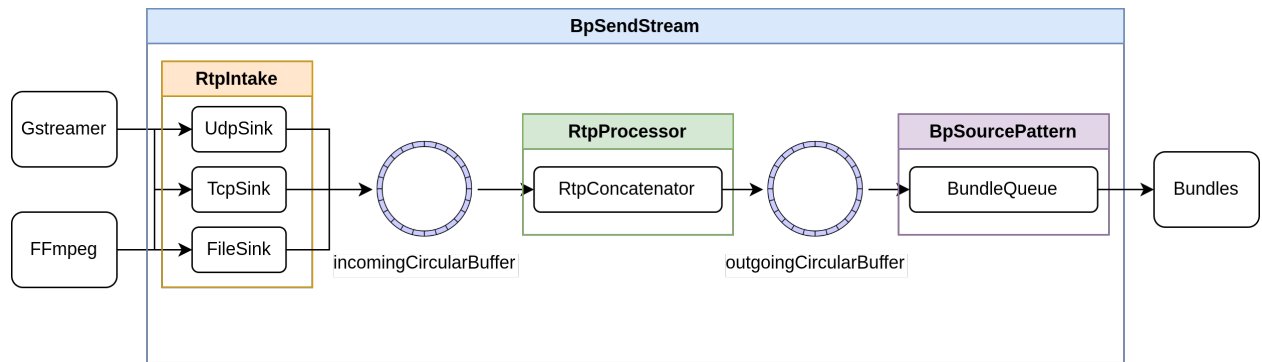 BpSendStream
RtpIntake
Gstreamer
UdpSink
TcpSink
FFmpeg
FileSink
incomingCircularBuffer
RtpProcessor
RtpConcatenator
outgoingCircularBuffer
BpSourcePattern
BundleQueue
Bundles